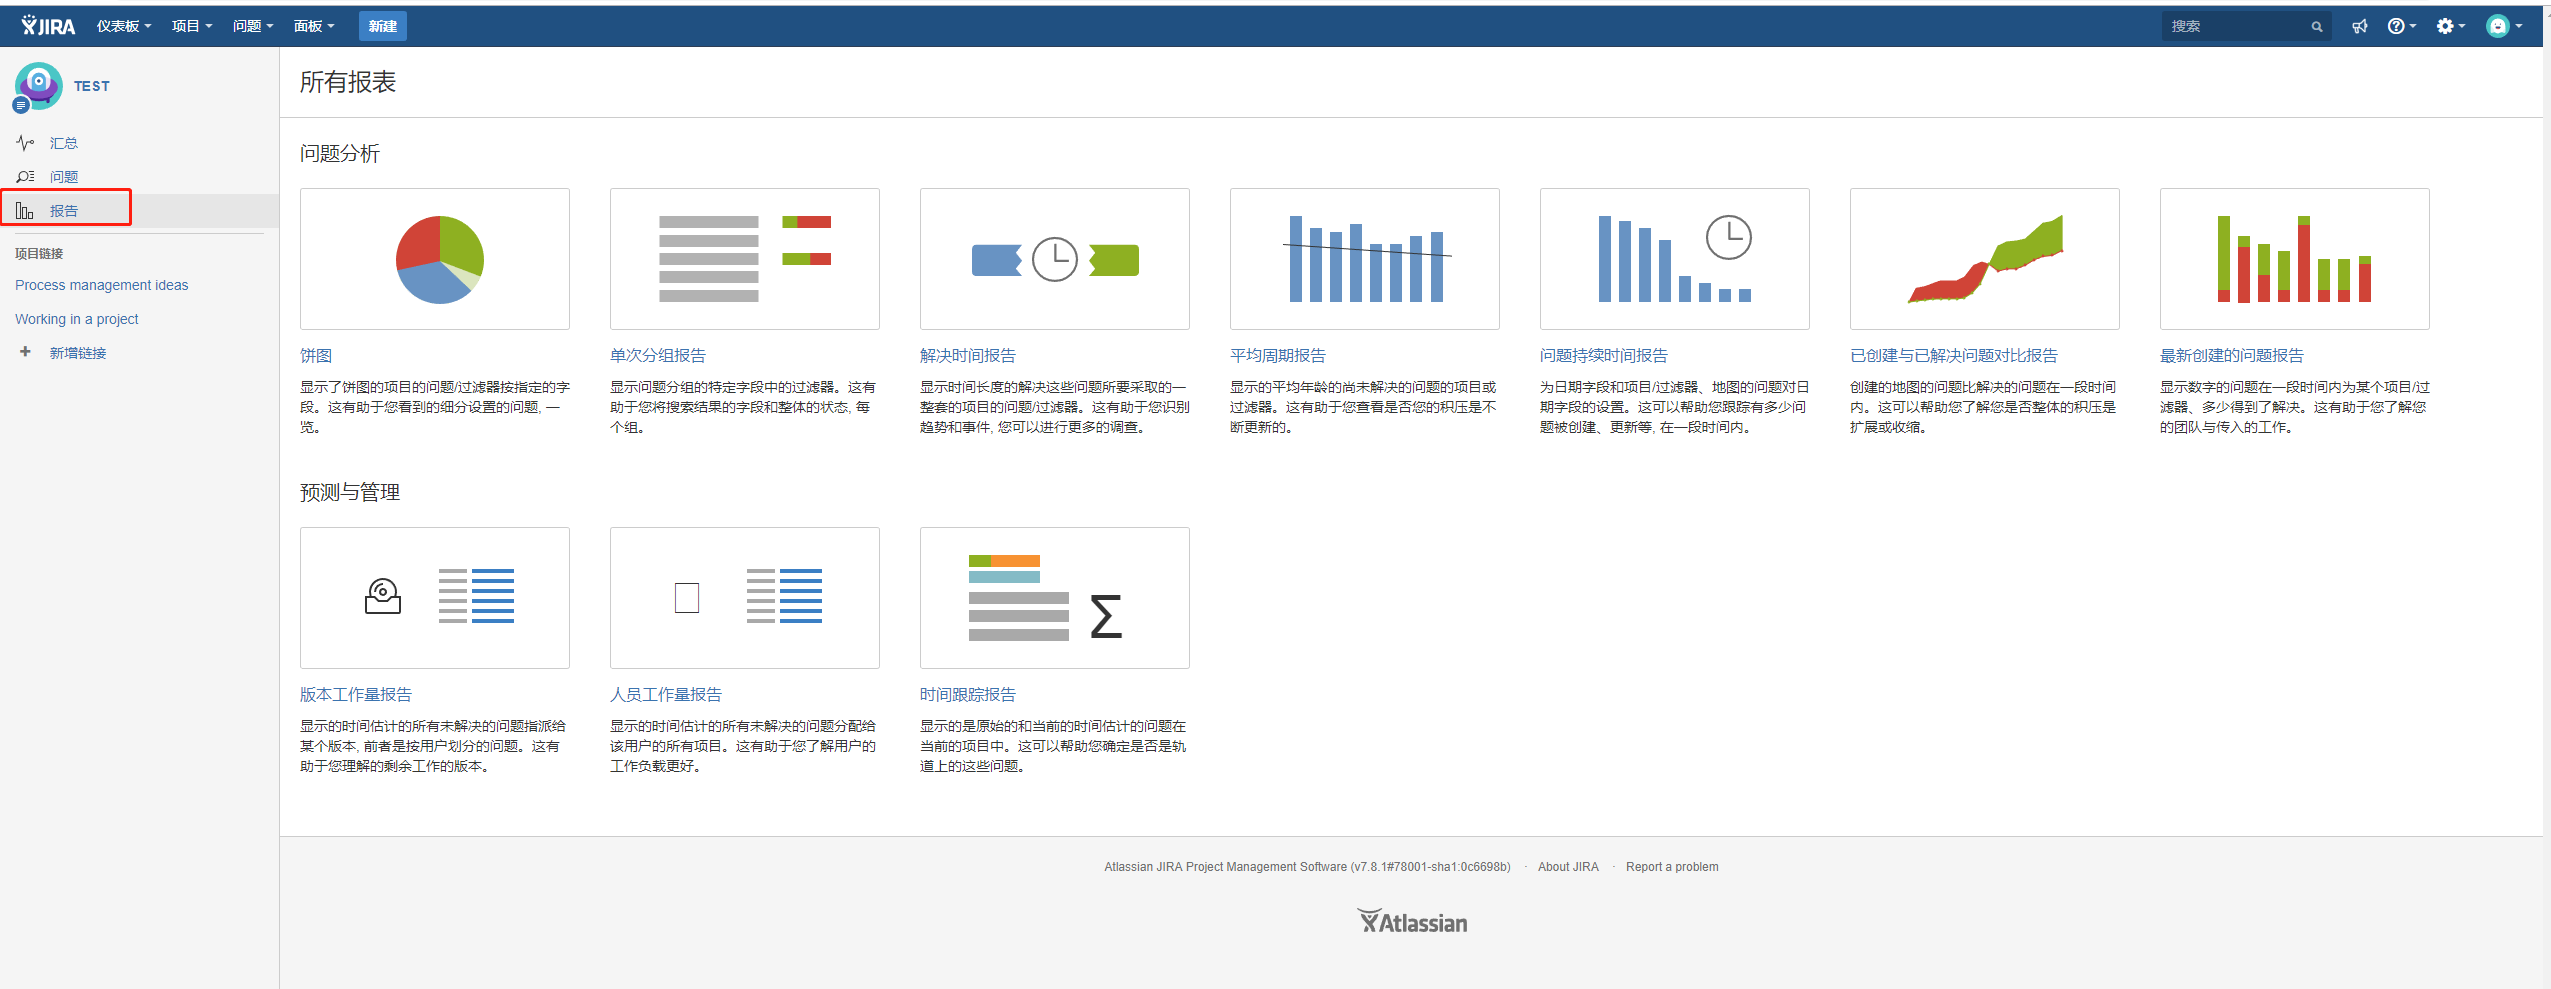 JIRA 仪表板 项目 问题 面板 新建 搜索
TEST
汇总
问题
报告
项目链接
Process management ideas
Working in a project
新增链接
所有报表
问题分析
饼图
显示了饼图的项目的问题/过滤器按指定的字
段。这有助于您看到的细分设置的问题, 一
览。
单次分组报告
显示问题分组的特定字段中的过滤器。这有
助于您将搜索结果的字段和整体的状态, 每
个组。
解决时间报告
显示时间长度的解决这些问题所要采取的一
整套的项目的问题/过滤器。这有助于您识别
趋势和事件, 您可以进行更多的调查。
平均周期报告
显示的平均年龄的尚未解决的问题的项目或
过滤器。这有助于您查看是否您的积压是不
断更新的。
问题持续时间报告
为日期字段和项目/过滤器、地图的问题对日
期字段的设置。这可以帮助您跟踪有多少问
题被创建、更新等, 在一段时间内。
已创建与已解决问题对比报告
创建的地图的问题比解决的问题在一段时间
内。这可以帮助您了解您是否整体的积压是
扩展或收缩。
最新创建的问题报告
显示数字的问题在一段时间内为某个项目/过
滤器、多少得到了解决。这有助于您了解您
的团队与传入的工作。
预测与管理
版本工作量报告
显示的时间估计的所有未解决的问题指派给
某个版本, 前者是按用户划分的问题。这有
助于您理解的剩余工作的版本。
人员工作量报告
显示的时间估计的所有未解决的问题分配给
该用户的所有项目。这有助于您了解用户的
工作负载更好。
Σ
时间跟踪报告
显示的是原始的和当前的时间估计的问题在
当前的项目中。这可以帮助您确定是否是轨
道上的这些问题。
Atlassian JIRA Project Management Software (v7.8.1#78001-sha1:0c6698b) · About JIRA · Report a problem
Atlassian